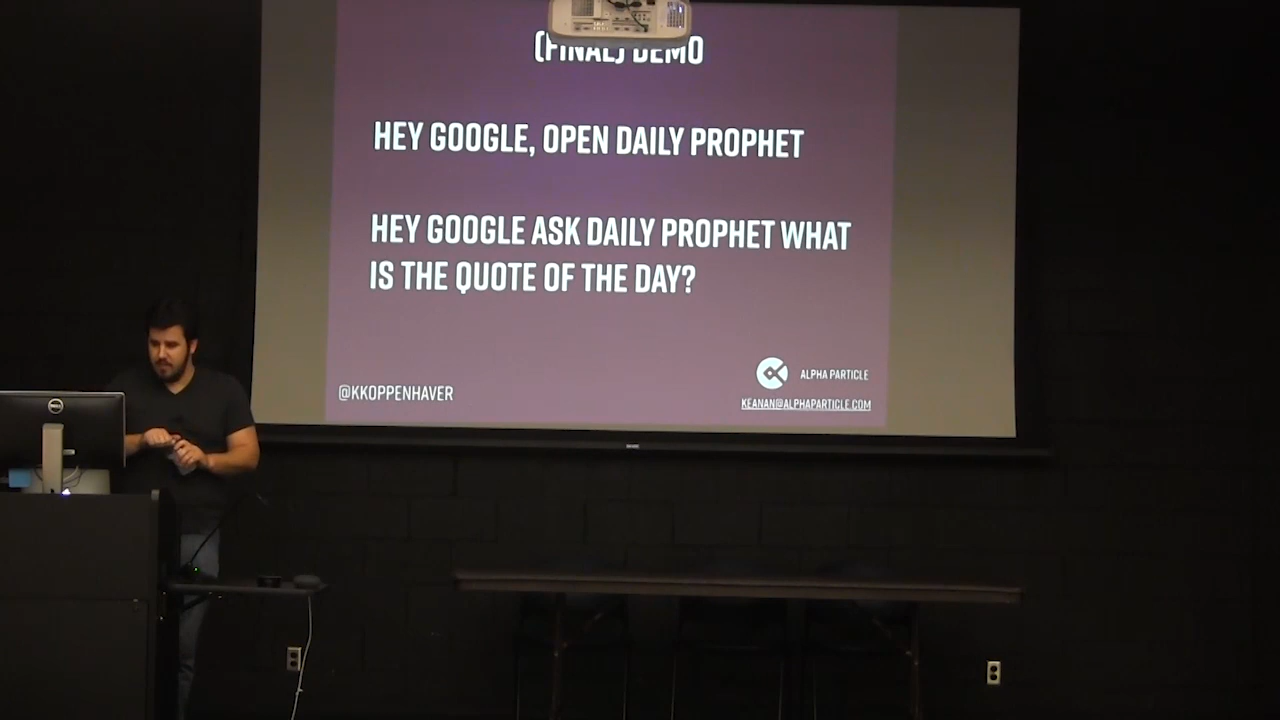 (FINAL) DEMO
HEY GOOGLE, OPEN DAILY PROPHET
HEY GOOGLE ASK DAILY PROPHET WHAT
IS THE QUOTE OF THE DAY?
@KKOPPENHAVER
ALPHA PARTICLE
KEANAN@ALPHAPARTICLE.COM
DELL